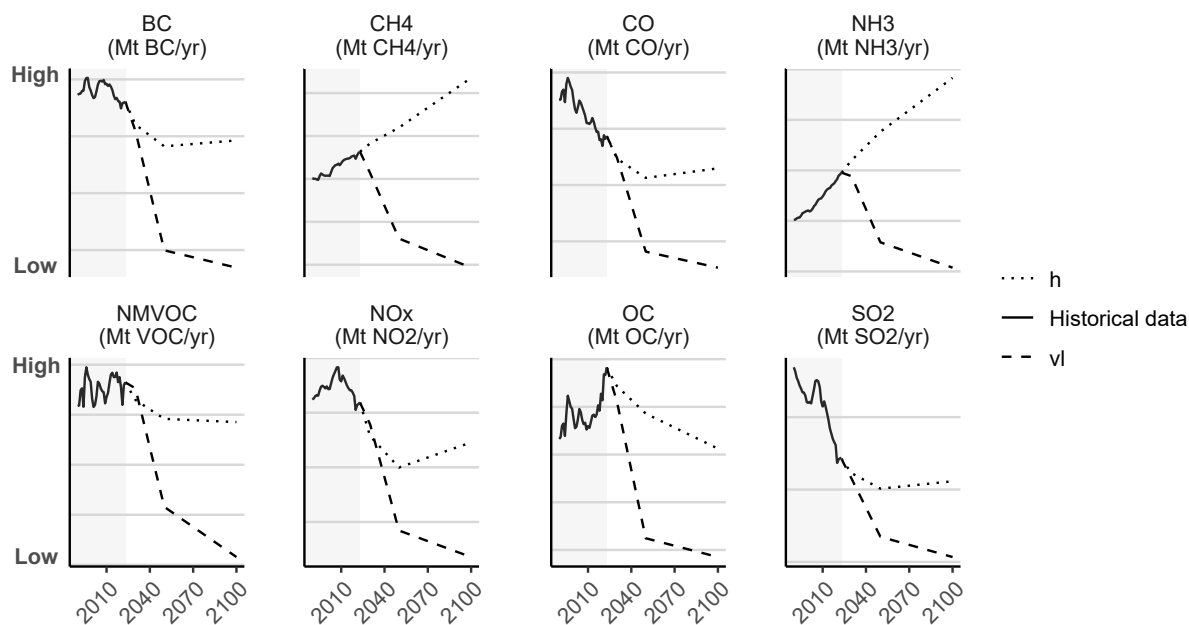 BC
(Mt BC/yr)
CH4
(Mt CH4/yr)
CO
(Mt CO/yr)
NH3
(Mt NH3/yr)
High
Low
NMVOC
(Mt VOC/yr)
NOx
(Mt NO2/yr)
OC
(Mt OC/yr)
SO2
(Mt SO2/yr)
High
Low
2010
2040
2070
2100
2010
2040
2070
2100
2010
2040
2070
2100
2010
2040
2070
2100
h
Historical data
vl